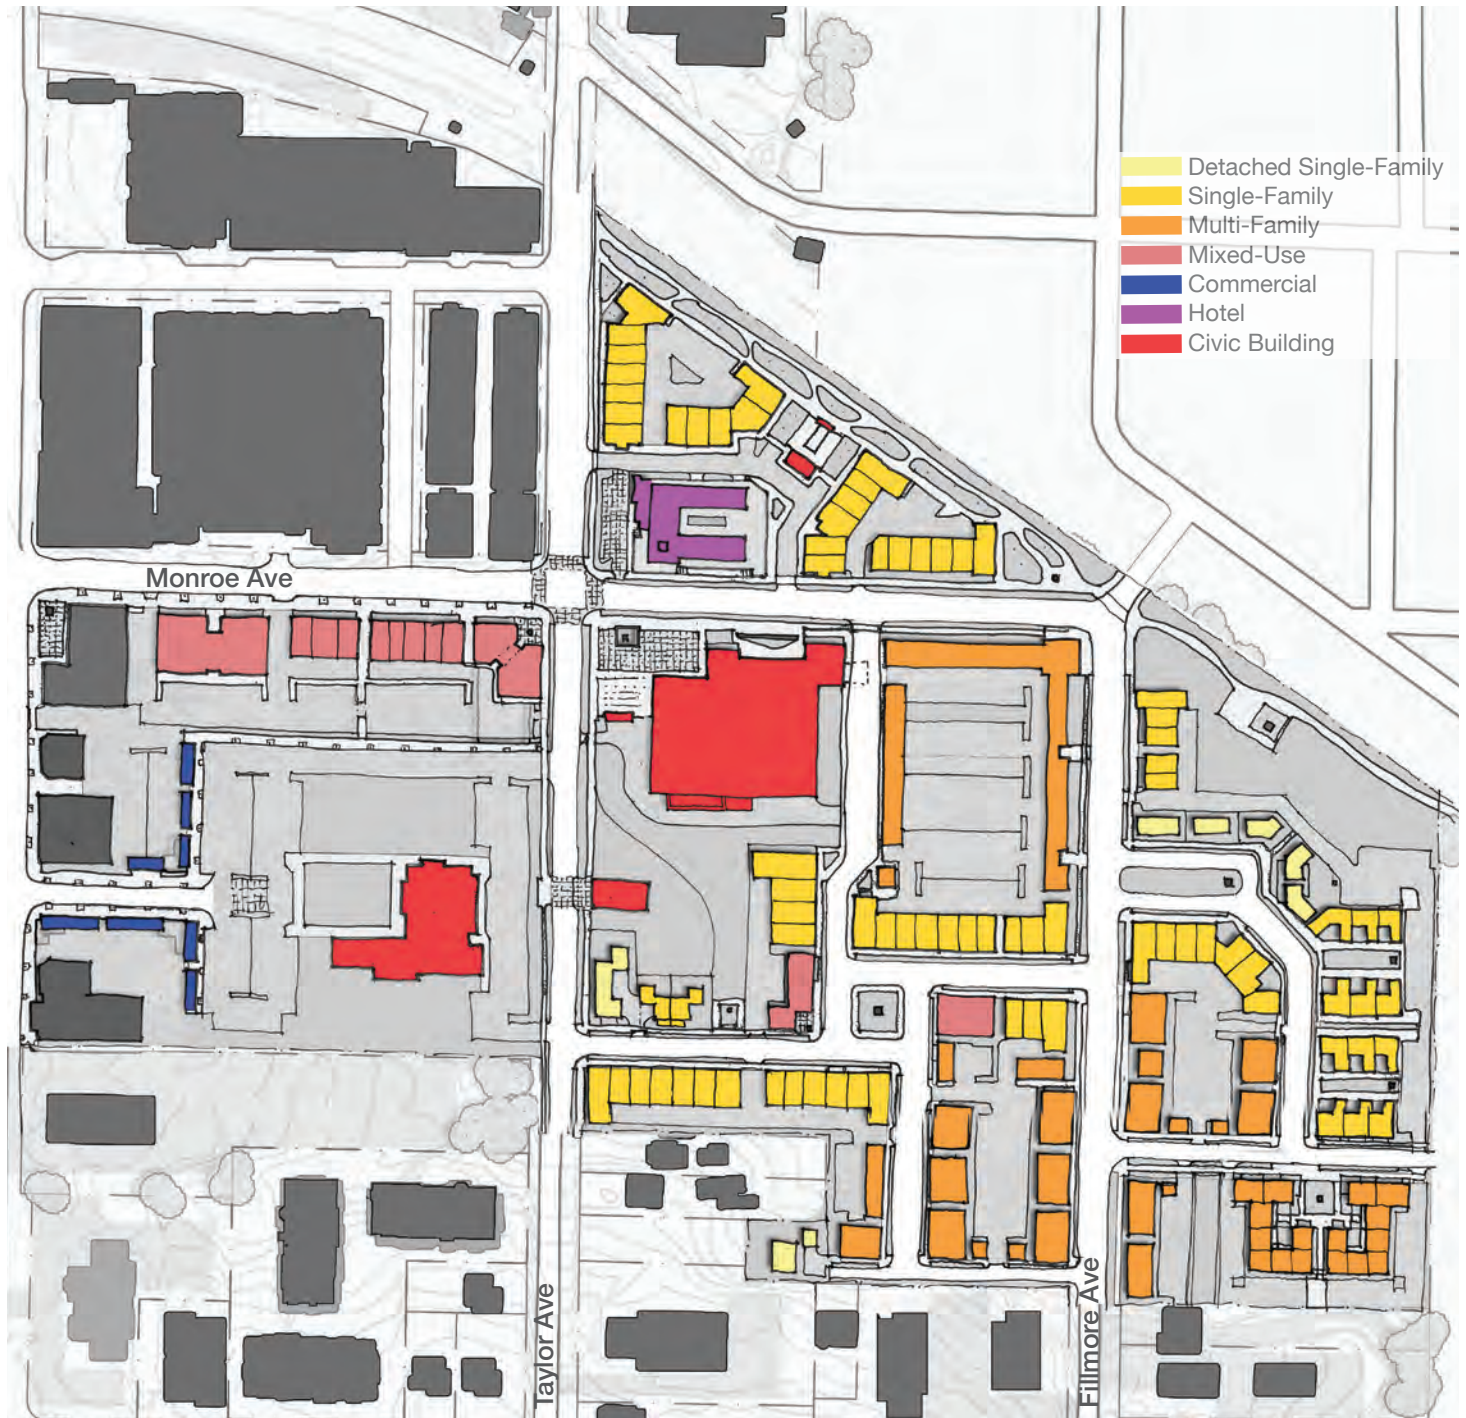 Detached Single-Family
Single-Family
Multi-Family
Mixed-Use
Commercial
Hotel
Civic Building
Monroe Ave
Taylor Ave
Fillmore Ave